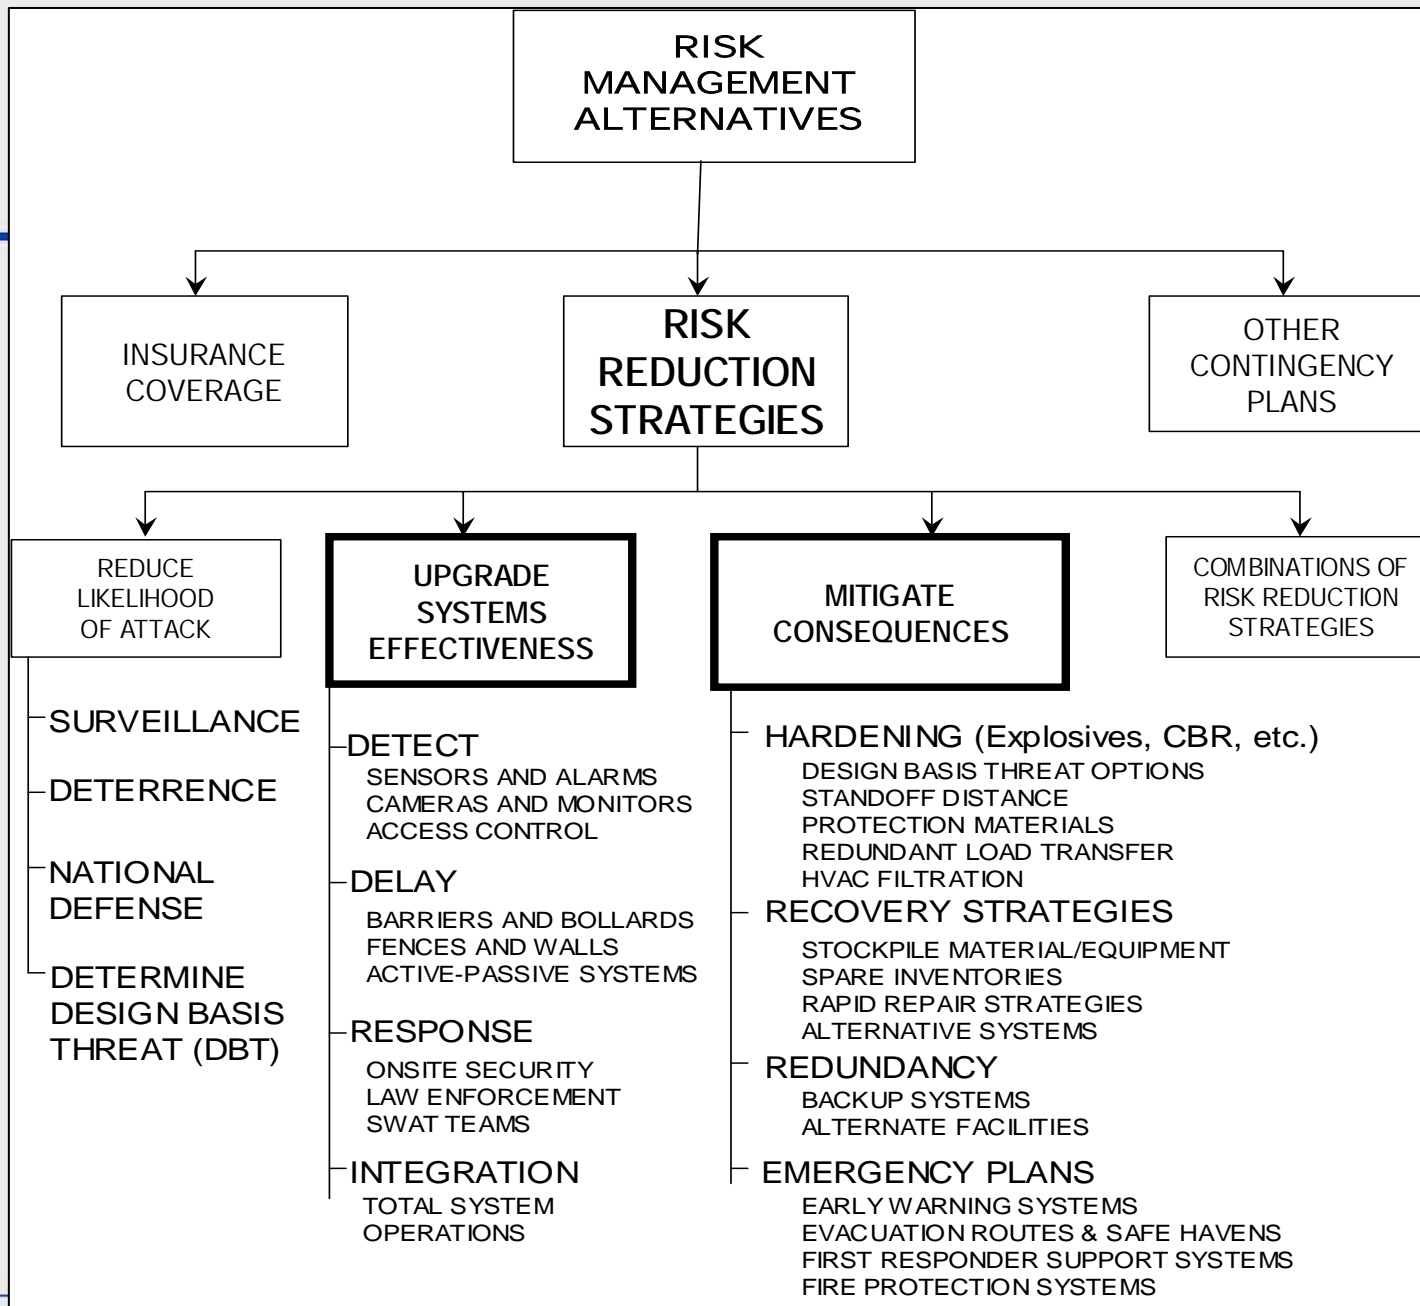 RISK
MANAGEMENT
ALTERNATIVES
INSURANCE
COVERAGE
RISK
REDUCTION
STRATEGIES
OTHER
CONTINGENCY
PLANS
REDUCE
LIKELIHOOD
OF ATTACK
SURVEILLANCE
DETERRENCE
NATIONAL
DEFENSE
DETERMINE
DESIGN BASIS
THREAT (DBT)
UPGRADE
SYSTEMS
EFFECTIVENESS
DETECT
SENSORS AND ALARMS
CAMERAS AND MONITORS
ACCESS CONTROL
DELAY
BARRIERS AND BOLLARDS
FENCES AND WALLS
ACTIVE-PASSIVE SYSTEMS
RESPONSE
ONSITE SECURITY
LAW ENFORCEMENT
SWAT TEAMS
INTEGRATION
TOTAL SYSTEM
OPERATIONS
MITIGATE
CONSEQUENCES
HARDENING (Explosives, CBR, etc.)
DESIGN BASIS THREAT OPTIONS
STANDOFF DISTANCE
PROTECTION MATERIALS
REDUNDANT LOAD TRANSFER
HVAC FILTRATION
RECOVERY STRATEGIES
STOCKPILE MATERIAL/EQUIPMENT
SPARE INVENTORIES
RAPID REPAIR STRATEGIES
ALTERNATIVE SYSTEMS
REDUNDANCY
BACKUP SYSTEMS
ALTERNATE FACILITIES
EMERGENCY PLANS
EARLY WARNING SYSTEMS
EVACUATION ROUTES & SAFE HAVENS
FIRST RESPONDER SUPPORT SYSTEMS
FIRE PROTECTION SYSTEMS
COMBINATIONS OF
RISK REDUCTION
STRATEGIES